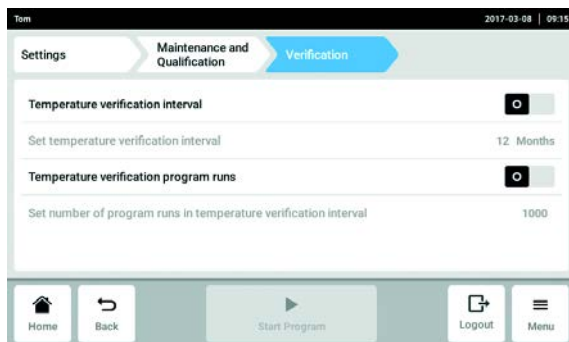 Tom
2017-03-08 | 09:15
Settings
Maintenance and
Qualification
Verification
Temperature verification interval
O
Set temperature verification interval
12 Months
Temperature verification program runs
O
Set number of program runs in temperature verification interval
1000
Home
Back
Start Program
Logout
Menu